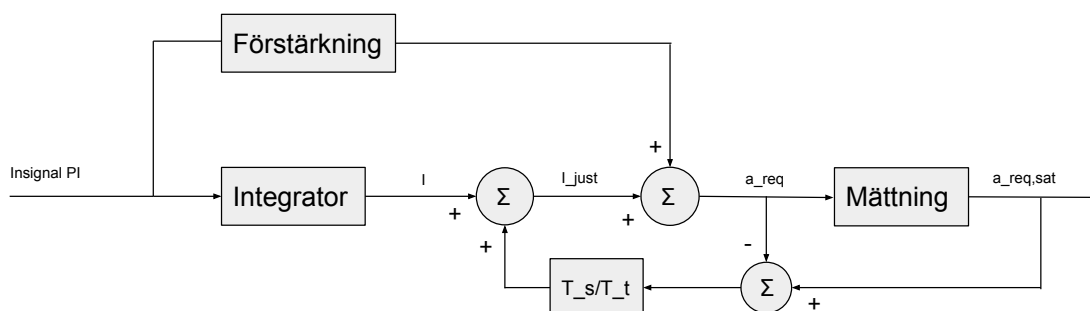 Förstärkning
+
Insignal PI
Integrator
I
+
Σ
+
I_just
+
Σ
a_req
Mättning
a_req,sat
-
T_s/T_t
Σ
+